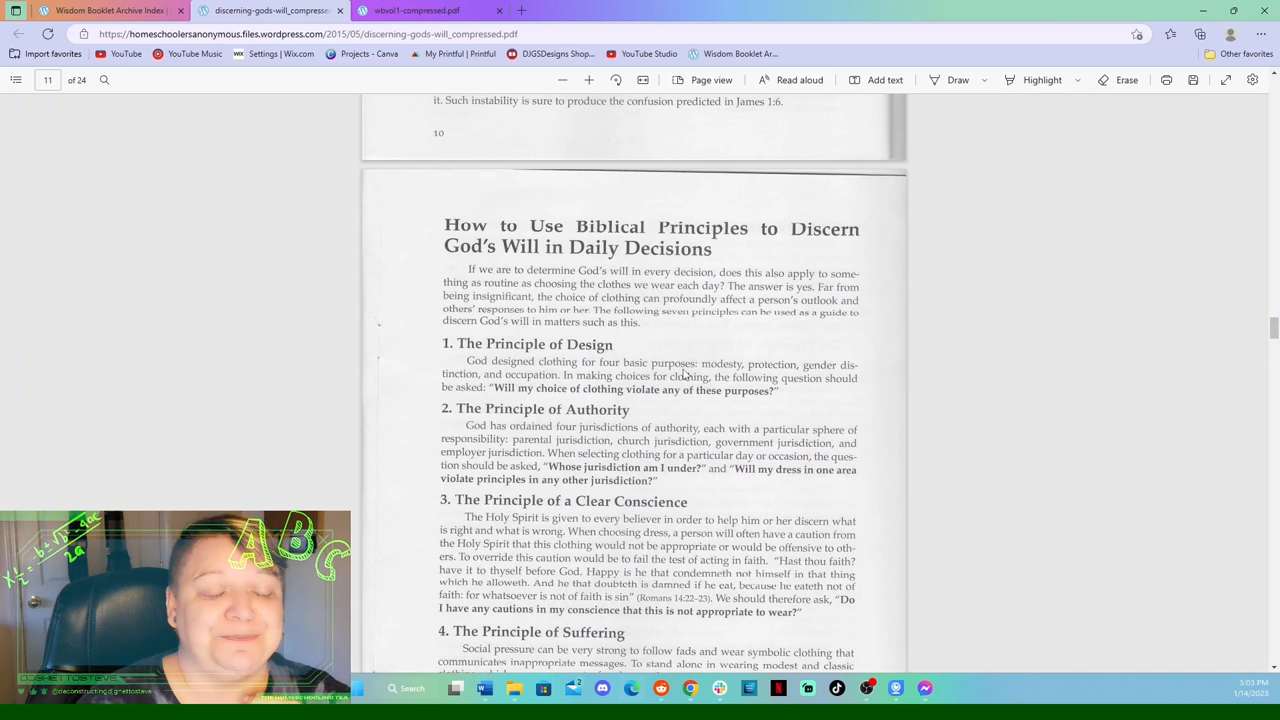 Wisdom Booklet Archive Index |
discerning-gods-will_compressed
wbvol1-compressed.pdf
https://homeschoolersanonymous.files.wordpress.com/2015/05/discerning-gods-will_compressed.pdf
Import favorites
YouTube
YouTube Music
Settings | Wix.com
Projects - Canva
My Printful | Printful
DJGSDesigns Shop...
YouTube Studio
Wisdom Booklet Ar...
Other favorites
11 of 24
Page view
Read aloud
Add text
Draw
Highlight
Erase
it. Such instability is sure to produce the confusion predicted in James 1:6.
10
How to Use Biblical Principles to Discern
God's Will in Daily Decisions
If we are to determine God's will in every decision, does this also apply to some-
thing as routine as choosing the clothes we wear each day? The answer is yes. Far from
being insignificant, the choice of clothing can profoundly affect a person's outlook and
others' responses to him or her. The following seven principles can be used as a guide to
discern God's will in matters such as this.
1. The Principle of Design
God designed clothing for four basic purposes: modesty, protection, gender dis-
tinction, and occupation. In making choices for clothing, the following question should
be asked: "Will my choice of clothing violate any of these purposes?"
2. The Principle of Authority
God has ordained four jurisdictions of authority, each with a particular sphere of
responsibility: parental jurisdiction, church jurisdiction, government jurisdiction, and
employer jurisdiction. When selecting clothing for a particular day or occasion, the ques-
tion should be asked, "Whose jurisdiction am I under?" and "Will my dress in one area
violate principles in any other jurisdiction?"
3. The Principle of a Clear Conscience
The Holy Spirit is given to every believer in order to help him or her discern what
is right and what is wrong. When choosing dress, a person will often have a caution from
the Holy Spirit that this clothing would not be appropriate or would be offensive to oth-
ers. To override this caution would be to fail the test of acting in faith. "Hast thou faith?
have it to thyself before God. Happy is he that condemneth not himself in that thing
which he alloweth. And he that doubteth is damned if he eat, because he eateth not of
faith: for whatsoever is not of faith is sin" (Romans 14:22–23). We should therefore ask, "Do
I have any cautions in my conscience that this is not appropriate to wear?"
4. The Principle of Suffering
Social pressure can be very strong to follow fads and wear symbolic clothing that
communicates inappropriate messages. To stand alone in wearing modest and classic
ABC
@deconstructingdjghettosteve
THE HOMESCHOOLING TEA
Search
2
5:03 PM
1/14/2023